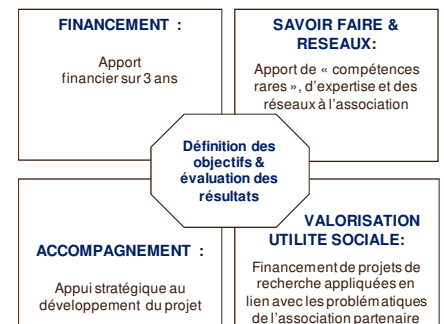 FINANCEMENT :
Apport
financier sur 3 ans
SAVOIR FAIRE &
RESEAUX:
Apport de « compétences
rares », d'expertise et des
réseaux à l'association
Définition des
objectifs &
évaluation des
résultats
ACCOMPAGNEMENT :
Appui stratégique au
développement du projet
VALORISATION
UTILITE SOCIALE:
Financement de projets de
recherche appliquées en
lien avec les problématiques
de l'association partenaire